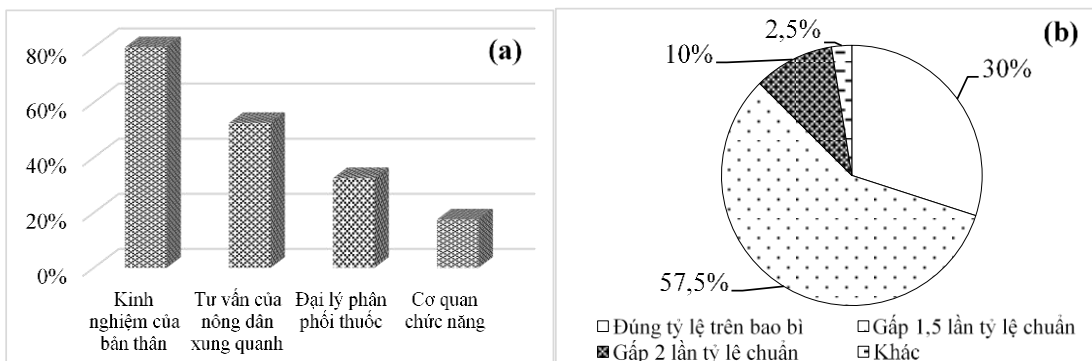 (a)
80%
60%
40%
20%
0%
Kinh nghiệm của bản thân
Tư vấn của nông dân xung quanh
Đại lý phân phối thuốc
Cơ quan chức năng
(b)
2,5%
10%
30%
57,5%
Đúng tỷ lệ trên bao bì
Gấp 1,5 lần tỷ lệ chuẩn
Gấp 2 lần tỷ lệ chuẩn
Khác